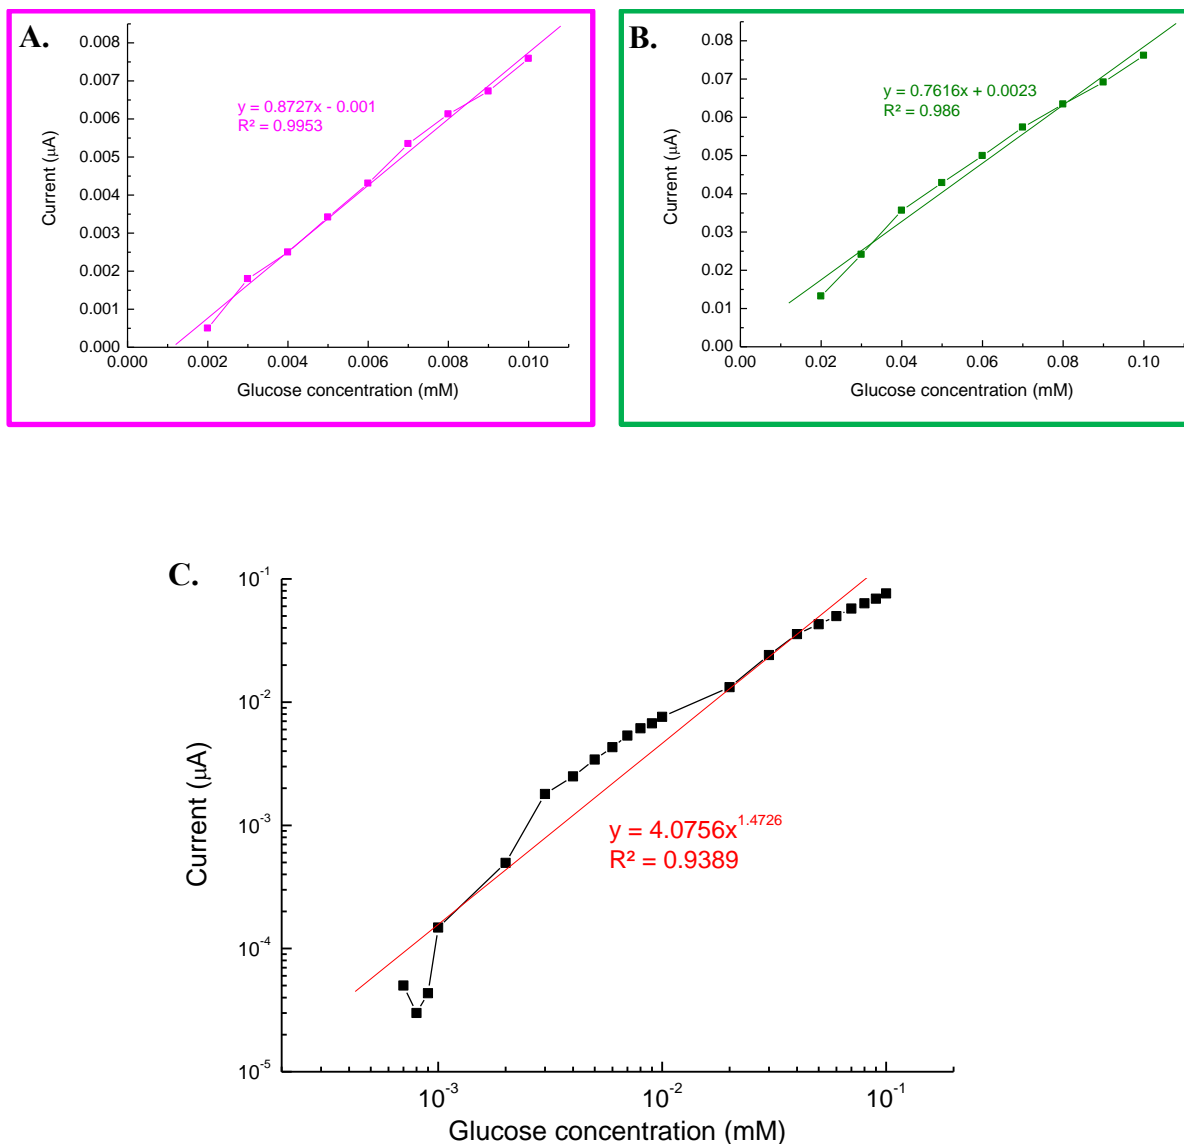 A.
0.008
0.007
0.006
0.005
0.004
0.003
0.002
0.001
0.000
Current (μA)
y = 0.8727x - 0.001
R² = 0.9953
0.000 0.002 0.004 0.006 0.008 0.010
Glucose concentration (mM)
B.
0.08
0.07
0.06
0.05
0.04
0.03
0.02
0.01
0.00
Current (μA)
y = 0.7616x + 0.0023
R² = 0.986
0.00 0.02 0.04 0.06 0.08 0.10
Glucose concentration (mM)
C.
10⁻¹
10⁻²
10⁻³
10⁻⁴
10⁻⁵
Current (μA)
y = 4.0756x¹·⁴⁷²⁶
R² = 0.9389
10⁻³ 10⁻² 10⁻¹
Glucose concentration (mM)